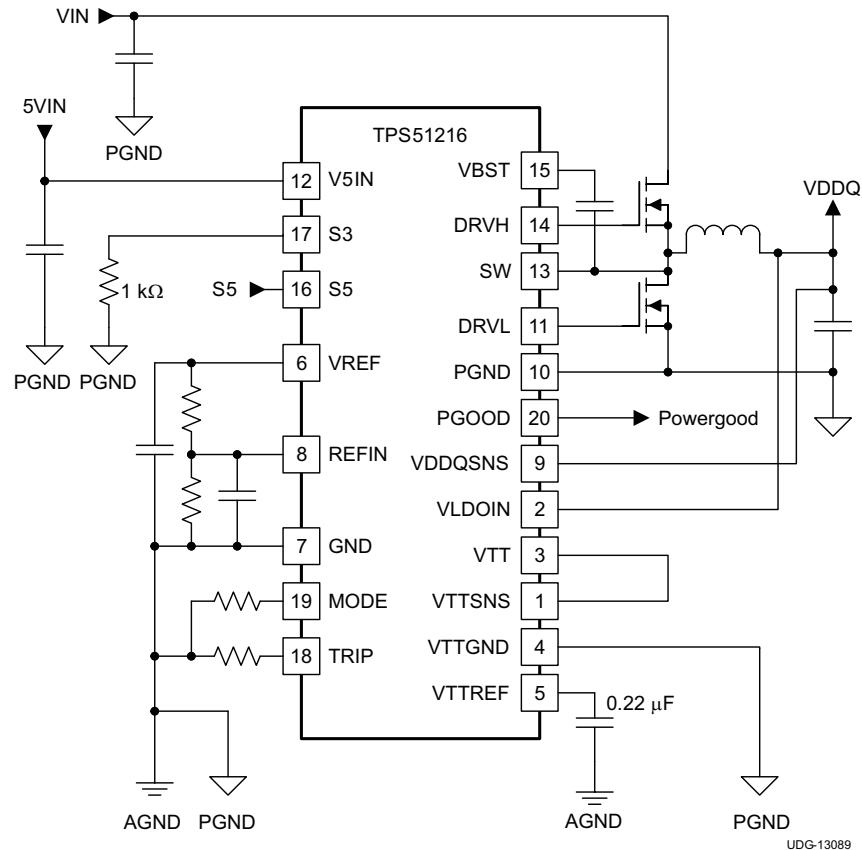 VIN
5VIN
PGND
TPS51216
12 V5IN
VBST 15
VDDQ
17 S3
DRVH 14
1 kΩ
S5
16 S5
SW 13
DRVL 11
PGND
PGND
6 VREF
PGND 10
PGOOD 20
Powergood
8 REFIN
VDDQSNS 9
VLDOIN 2
7 GND
VTT 3
19 MODE
VTTSNS 1
18 TRIP
VTTGND 4
VTTREF 5
0.22 μF
AGND
PGND
AGND
PGND
UDG-13089